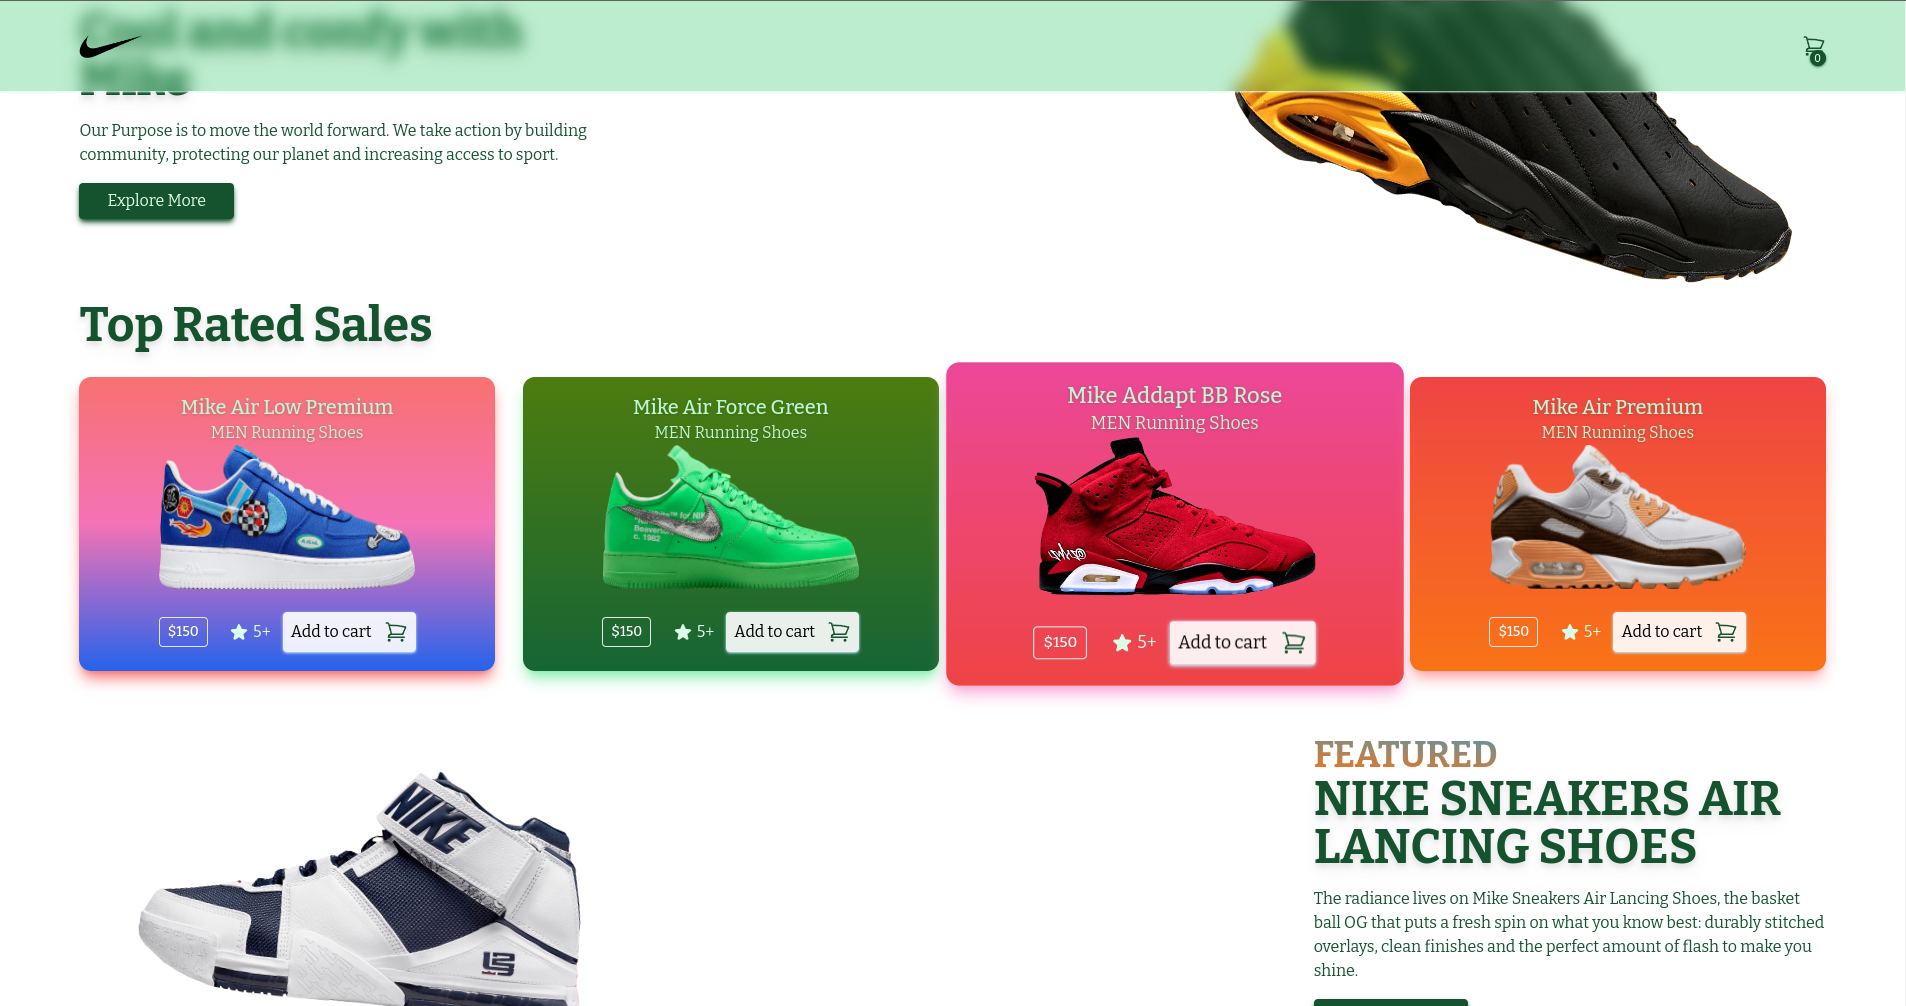 Cool and confy with
Mike
0
Our Purpose is to move the world forward. We take action by building
community, protecting our planet and increasing access to sport.
Explore More
Top Rated Sales
Mike Air Low Premium
MEN Running Shoes
$150
5+
Add to cart
Mike Air Force Green
MEN Running Shoes
c. 1982
$150
5+
Add to cart
Mike Addapt BB Rose
MEN Running Shoes
$150
5+
Add to cart
Mike Air Premium
MEN Running Shoes
$150
5+
Add to cart
NIKE
FEATURED
NIKE SNEAKERS AIR
LANCING SHOES
The radiance lives on Mike Sneakers Air Lancing Shoes, the basket
ball OG that puts a fresh spin on what you know best: durably stitched
overlays, clean finishes and the perfect amount of flash to make you
shine.